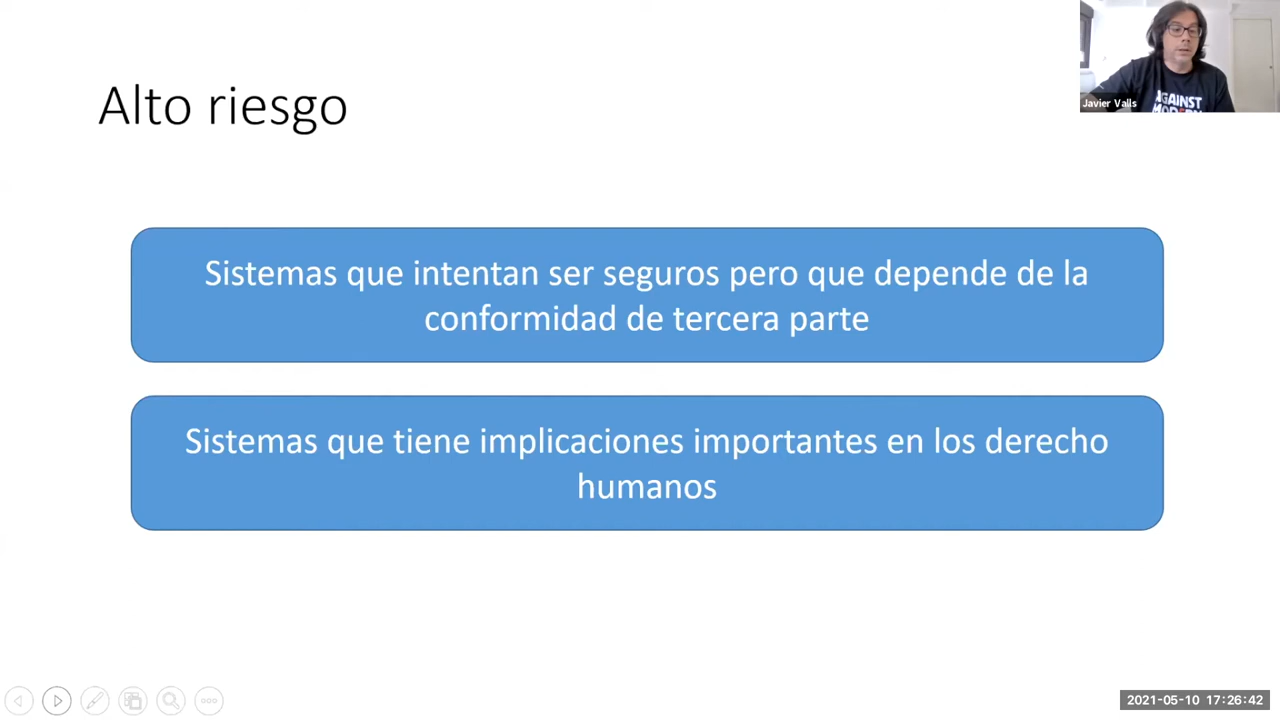 Alto riesgo
Javier Valls
AGAINST
Sistemas que intentan ser seguros pero que depende de la
conformidad de tercera parte
Sistemas que tiene implicaciones importantes en los derecho
humanos
2021-05-10 17:26:42